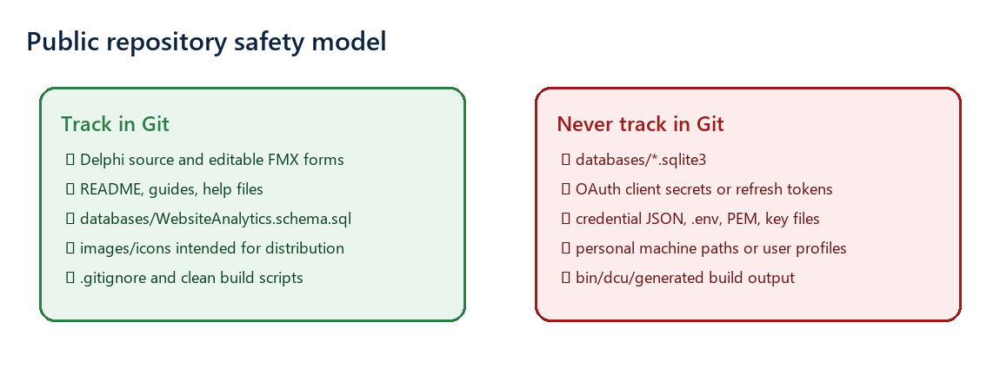 Public repository safety model
Track in Git
Delphi source and editable FMX forms
README, guides, help files
databases/WebsiteAnalytics.schema.sql
images/icons intended for distribution
.gitignore and clean build scripts
Never track in Git
databases/*.sqlite3
OAuth client secrets or refresh tokens
credential JSON, .env, PEM, key files
personal machine paths or user profiles
bin/dcu/generated build output